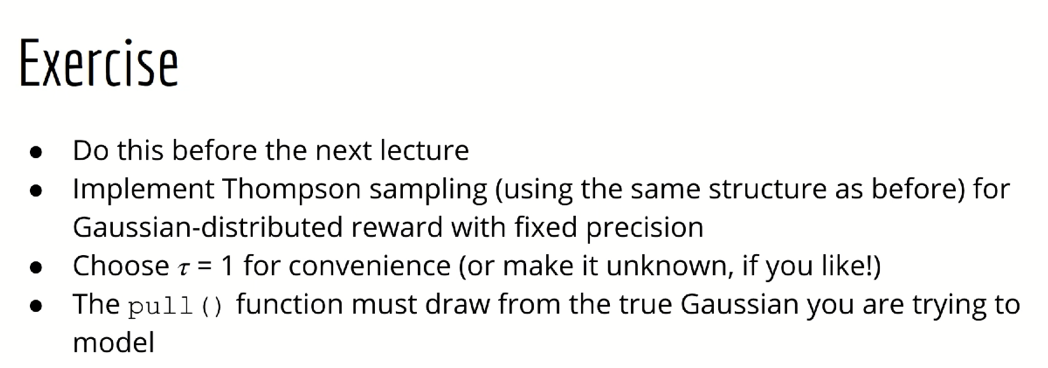 Exercise
● Do this before the next lecture
● Implement Thompson sampling (using the same structure as before) for
Gaussian-distributed reward with fixed precision
● Choose τ = 1 for convenience (or make it unknown, if you like!)
● The pull() function must draw from the true Gaussian you are trying to
model